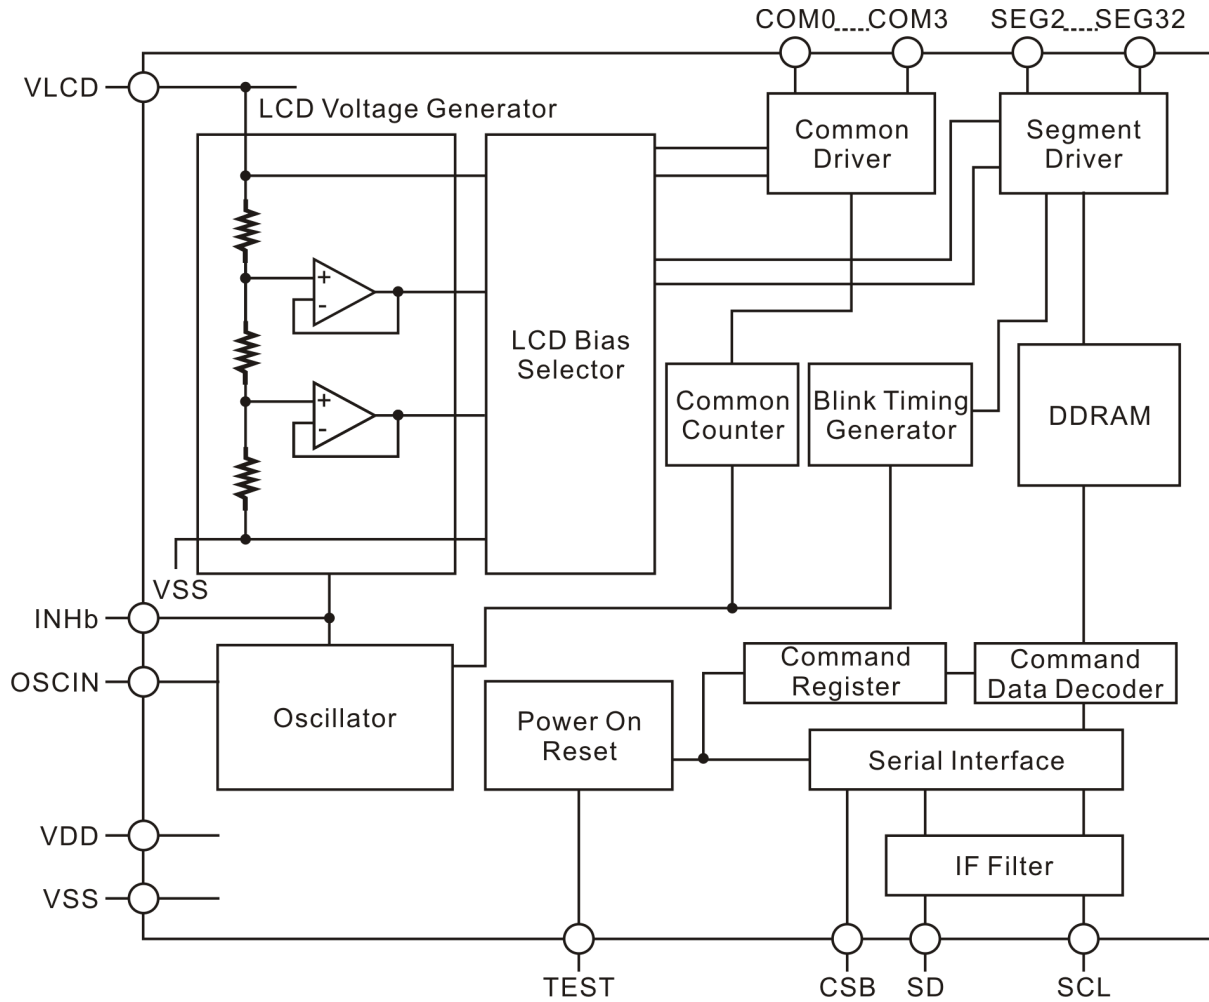 COM0.....COM3
SEG2.....SEG32
VLCD
LCD Voltage Generator
Common
Driver
Segment
Driver
+
-
LCD Bias
Selector
+
-
Common
Counter
Blink Timing
Generator
DDRAM
VSS
INHb
OSCIN
Oscillator
Power On
Reset
Command
Register
Command
Data Decoder
Serial Interface
VDD
IF Filter
VSS
TEST
CSB
SD
SCL